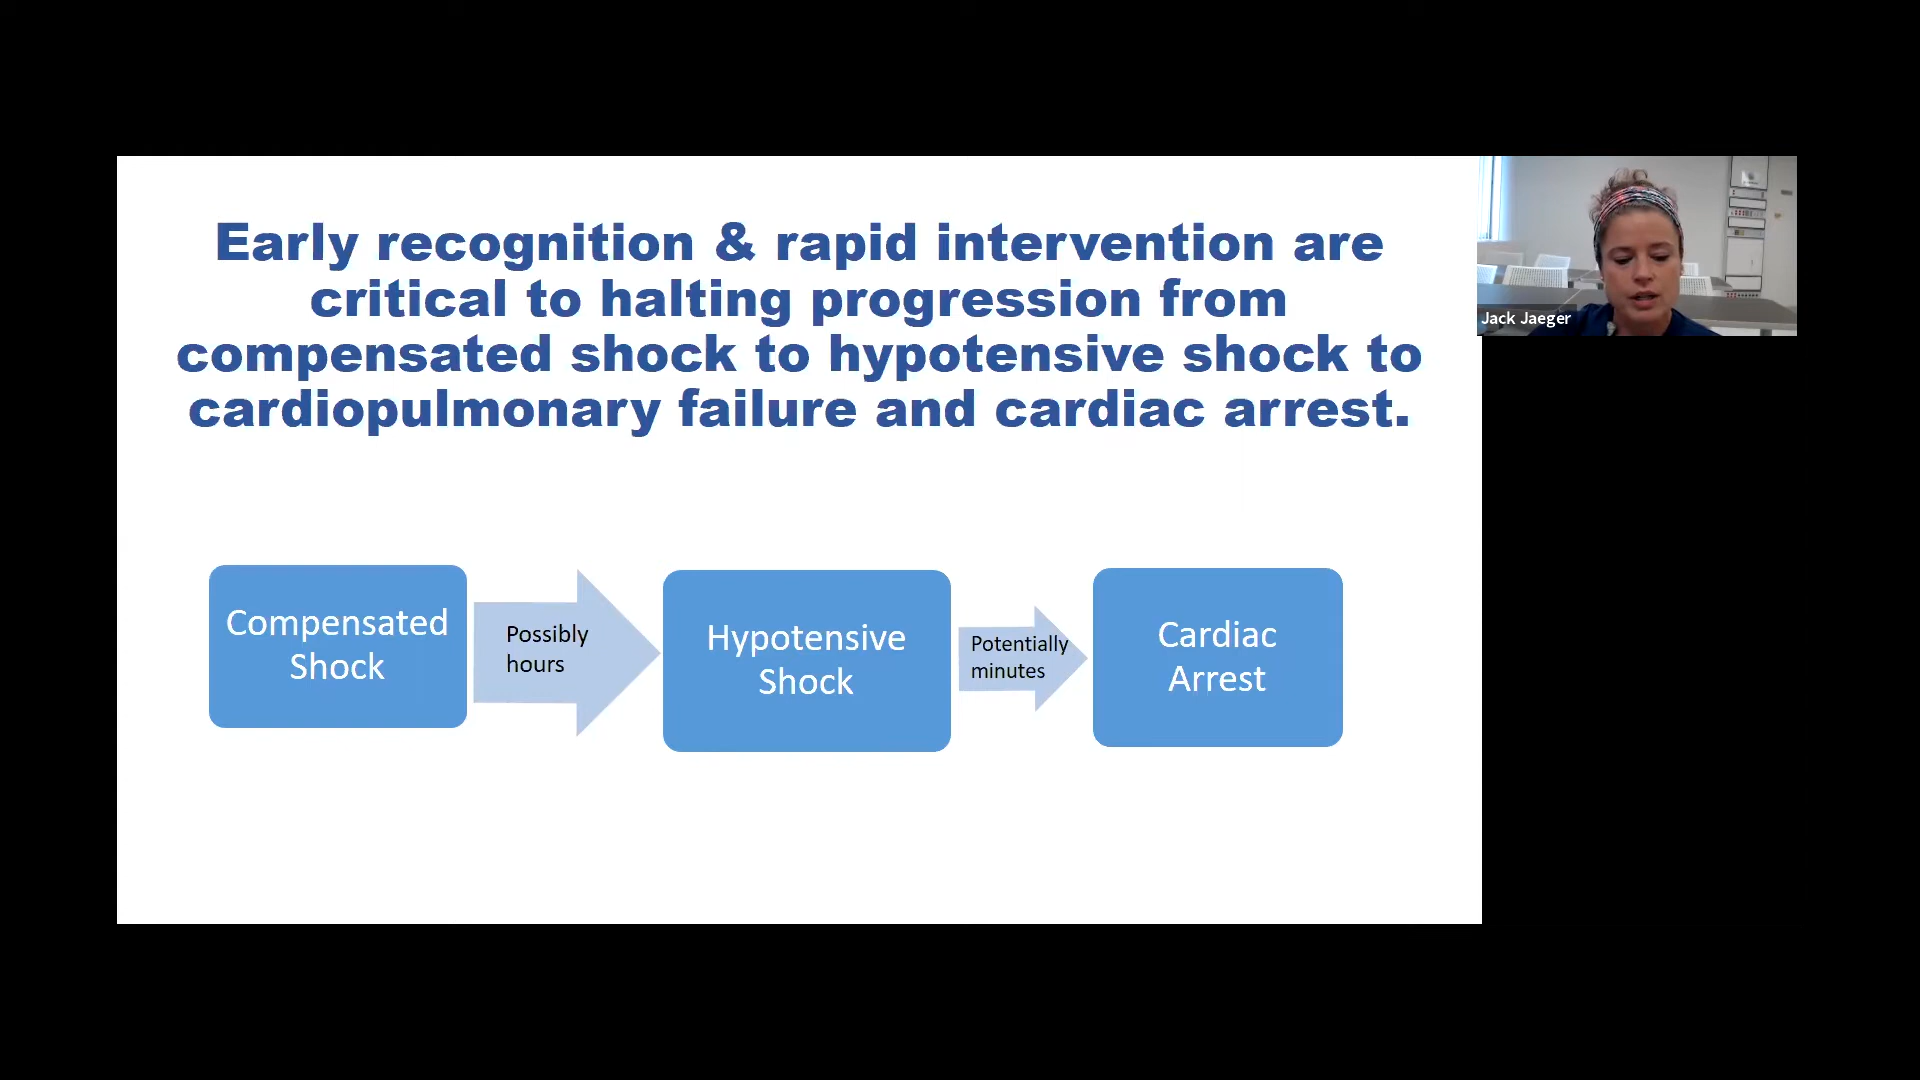 Early recognition & rapid intervention are
critical to halting progression from
compensated shock to hypotensive shock to
cardiopulmonary failure and cardiac arrest.
Compensated
Shock
Possibly
hours
Hypotensive
Shock
Potentially
minutes
Cardiac
Arrest
Jack Jaeger